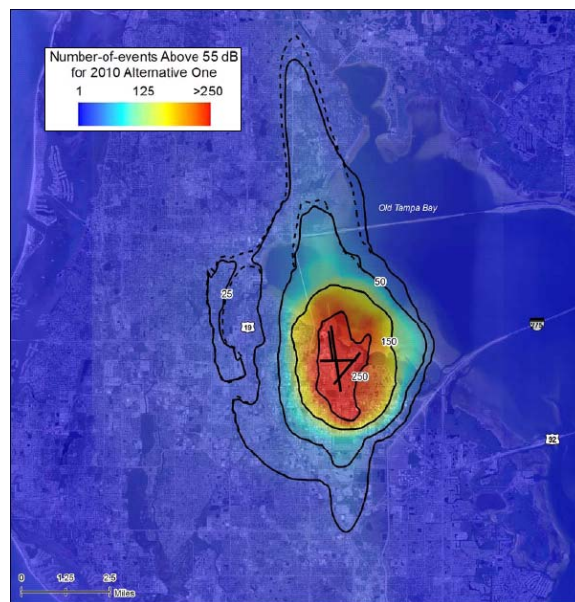 Number-of-events Above 55 dB
for 2010 Alternative One
1 125 >250
Old Tampa Bay
50
25
275
19
150
250
92
0 1.25 2.5
Miles